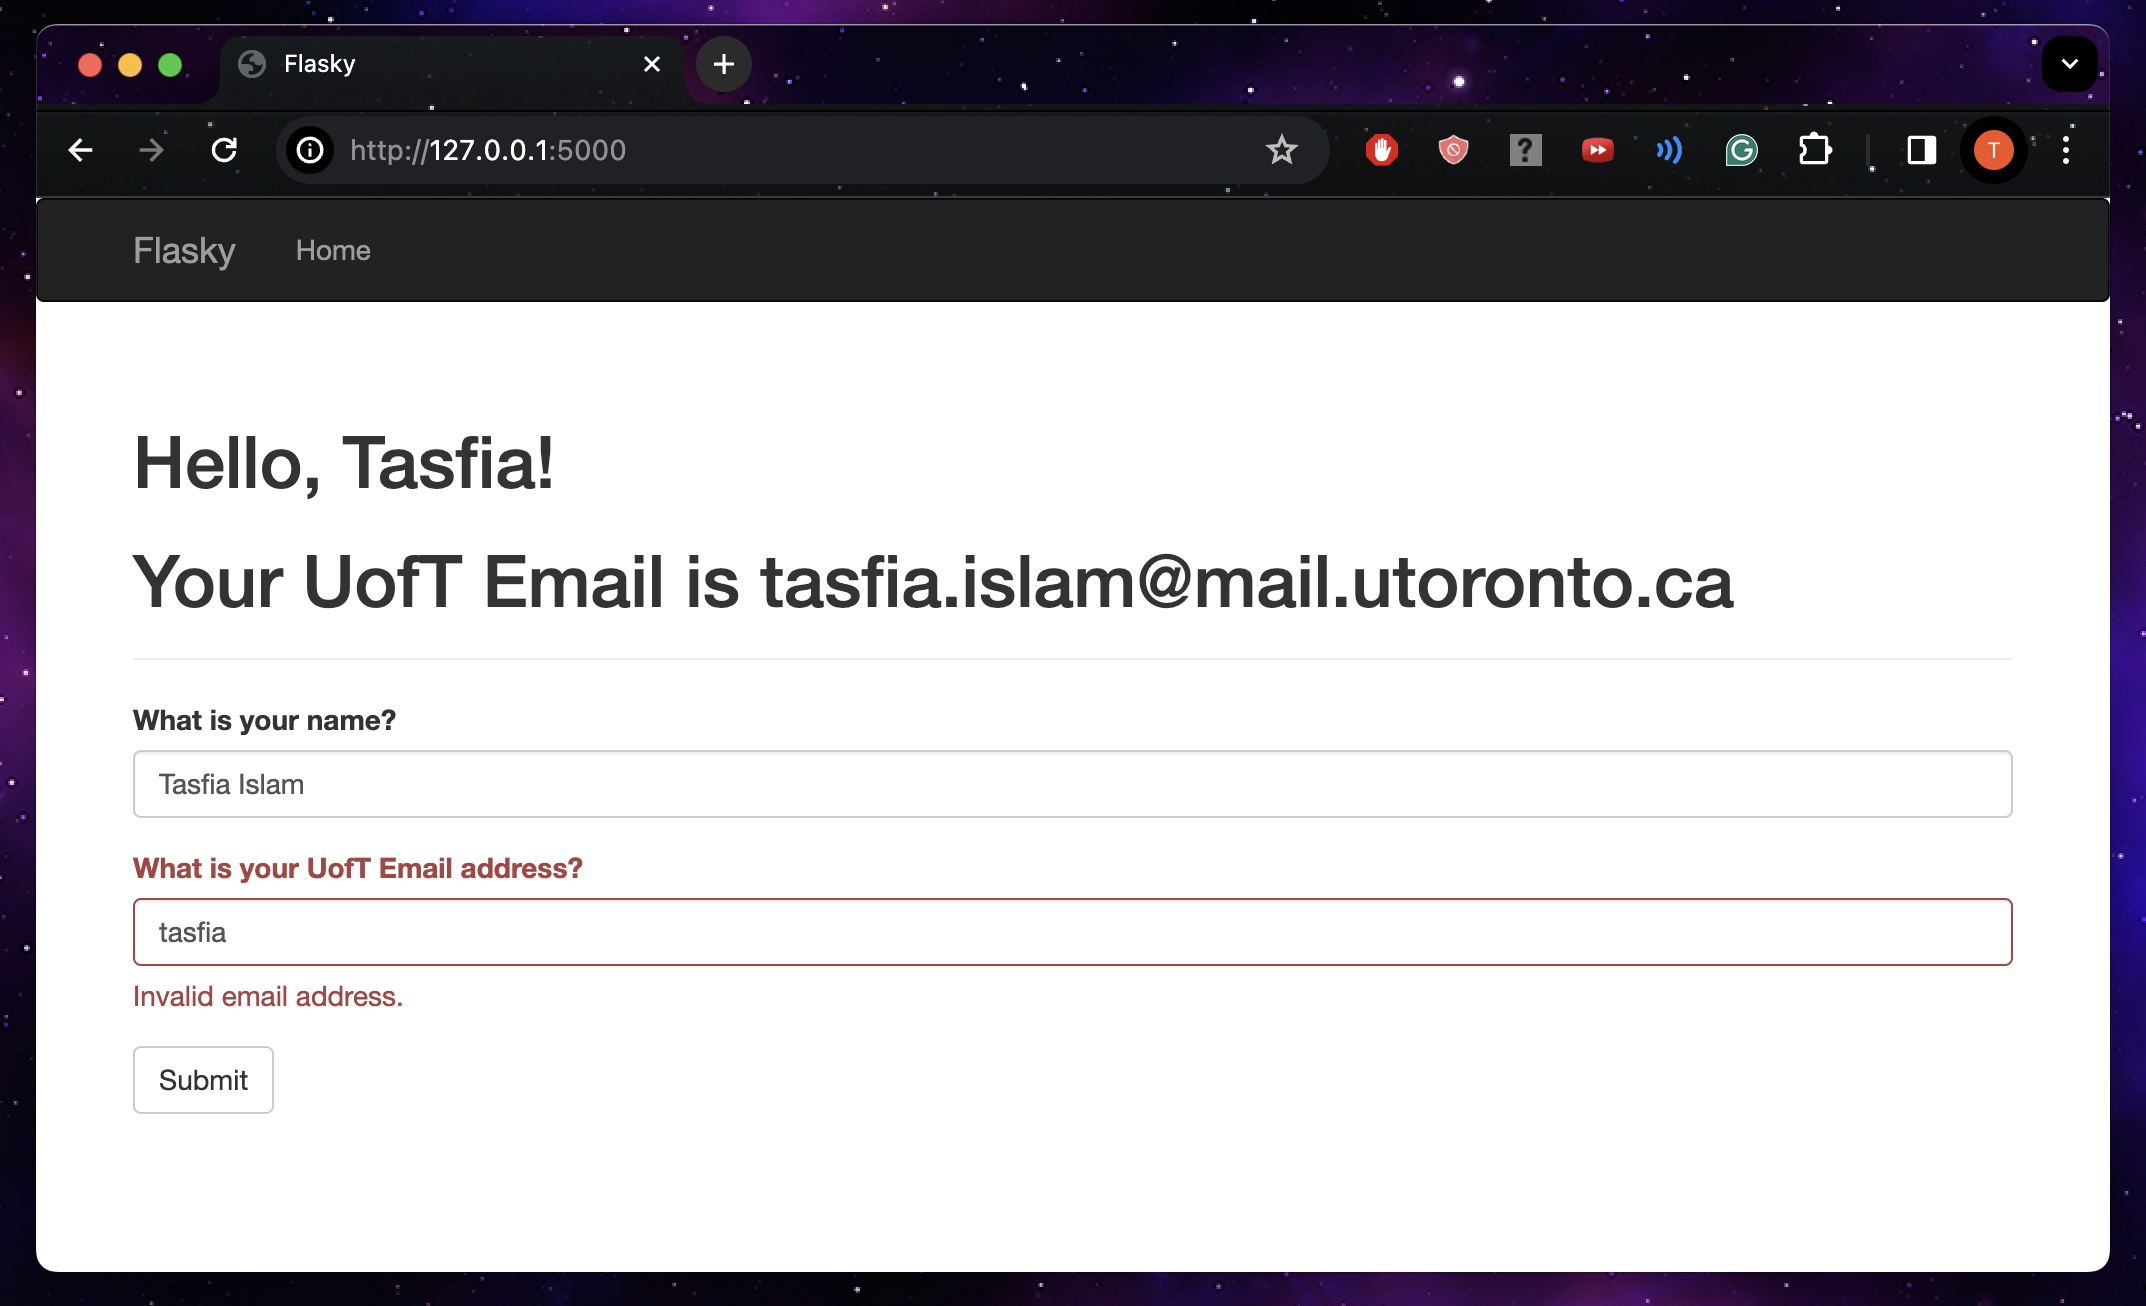 Flasky
http://127.0.0.1:5000
T
Flasky Home
Hello, Tasfia!
Your UofT Email is tasfia.islam@mail.utoronto.ca
What is your name?
Tasfia Islam
What is your UofT Email address?
tasfia
Invalid email address.
Submit